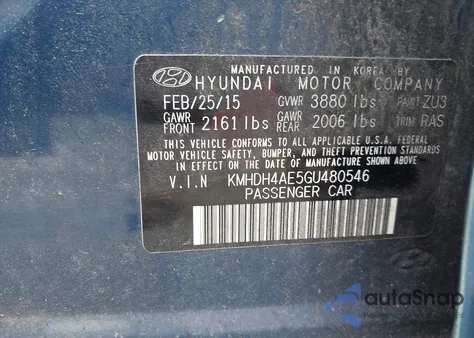 MANUFACTURED IN KOREA BY
HYUNDAI MOTOR COMPANY
FEB/25/15 GVWR 3880 lbs PAINT ZU3
GAWR FRONT 2161 lbs GAWR REAR 2006 lbs TRIM RAS
THIS VEHICLE CONFORMS TO ALL APPLICABLE U.S.A. FEDERAL
MOTOR VEHICLE SAFETY, BUMPER, AND THEFT PREVENTION
STANDARDS IN EFFECT ON THE DATE OF MANUFACTURE SHOWN ABOVE.
V.I.N KMHDH4AE5GU480546
PASSENGER CAR
autoSnap